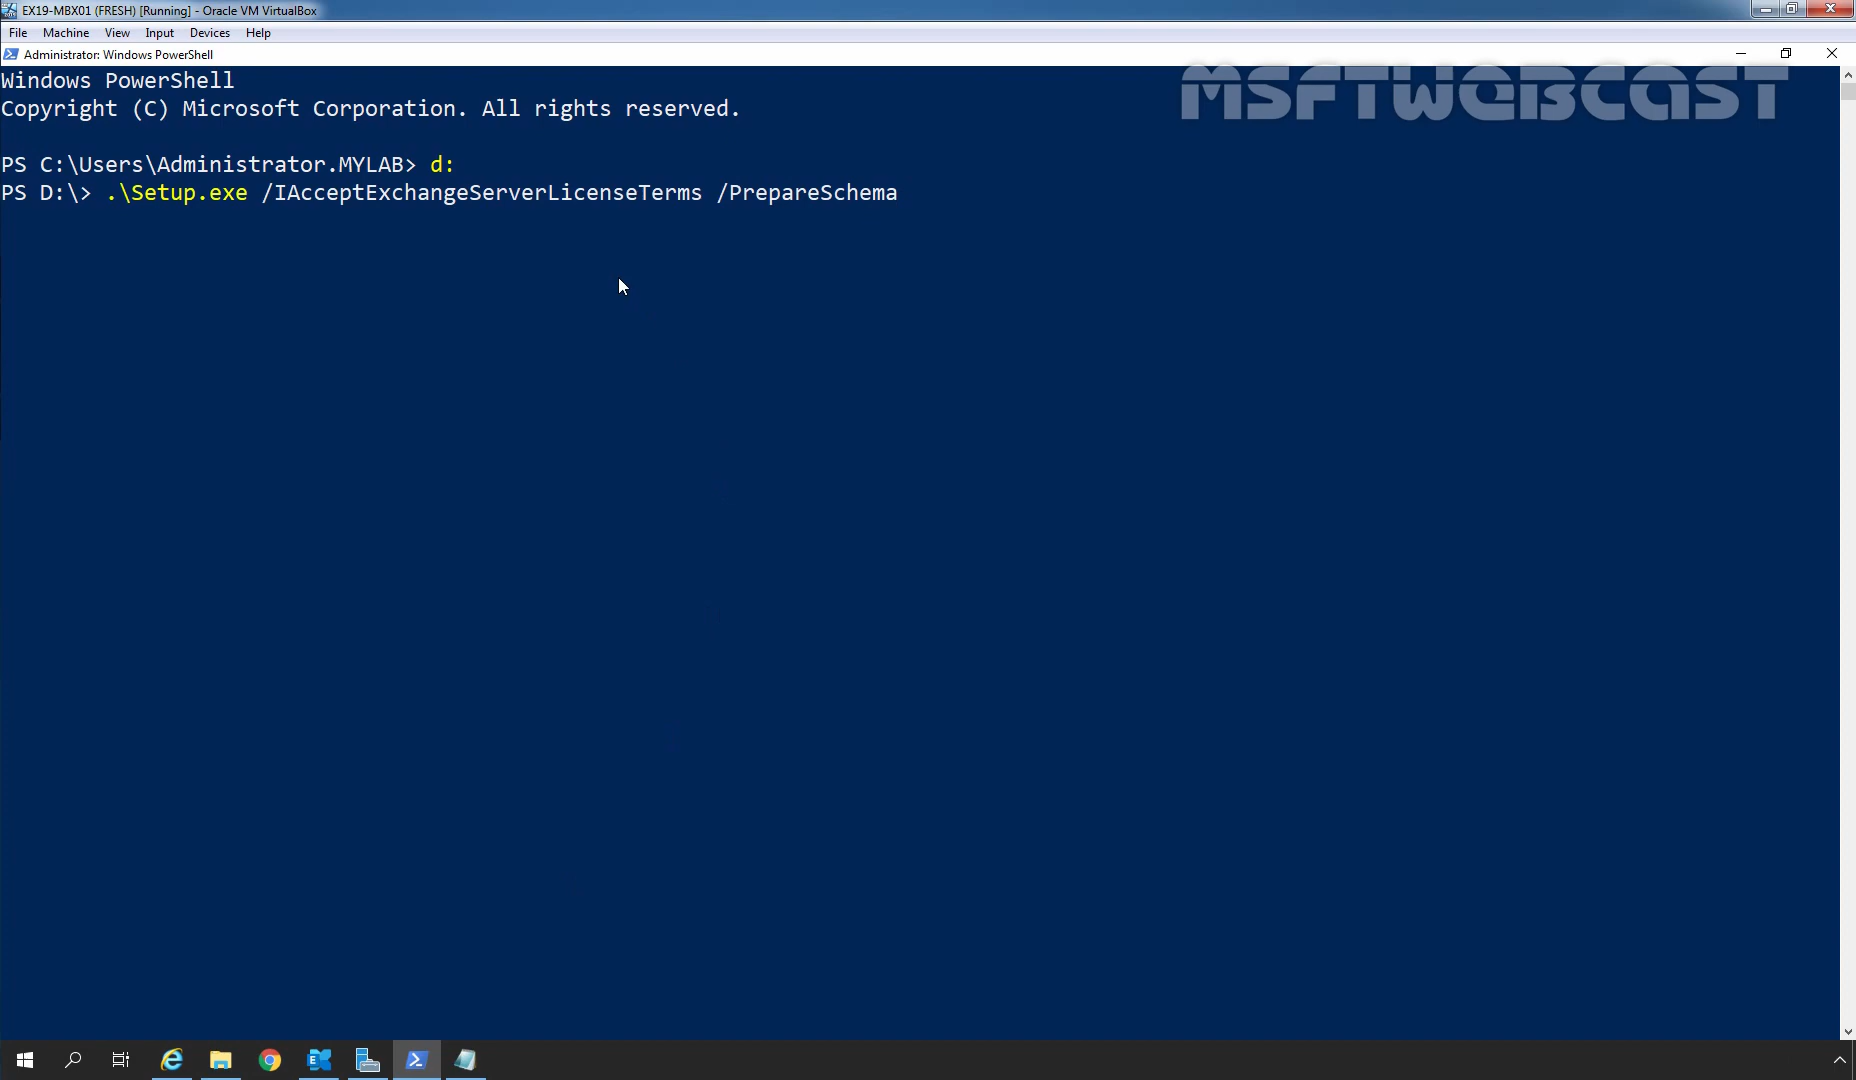 EX19-MBX01 (FRESH) [Running] - Oracle VM VirtualBox
File Machine View Input Devices Help
Administrator: Windows PowerShell
Windows PowerShell
MSFTWEBCAST
Copyright (C) Microsoft Corporation. All rights reserved.
PS C:\Users\Administrator.MYLAB> d:
PS D:\> .\Setup.exe /IAcceptExchangeServerLicenseTerms /PrepareSchema